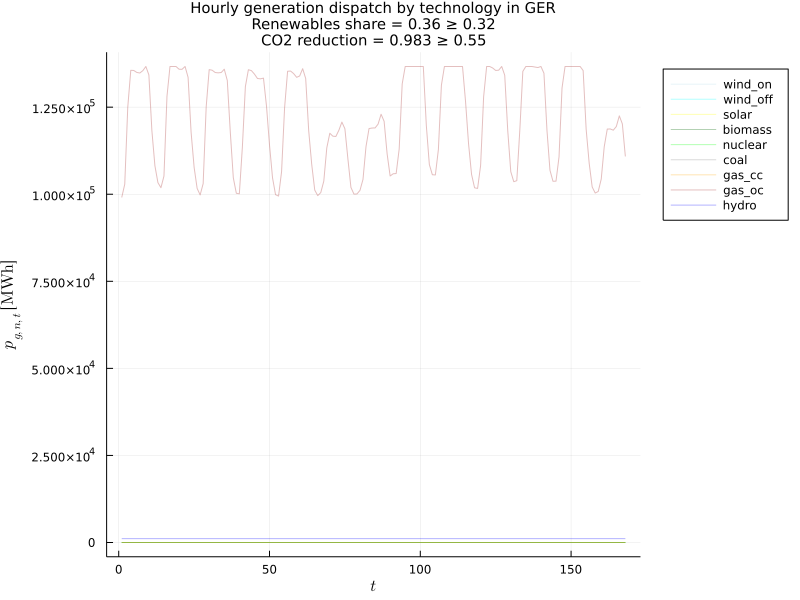 Hourly generation dispatch by technology in GER
Renewables share = 0.36 ≥ 0.32
CO2 reduction = 0.983 ≥ 0.55
1.250×10⁵
1.000×10⁵
7.500×10⁴
5.000×10⁴
2.500×10⁴
0
p g, n, t [MWh]
0
50
100
150
t
wind_on
wind_off
solar
biomass
nuclear
coal
gas_cc
gas_oc
hydro